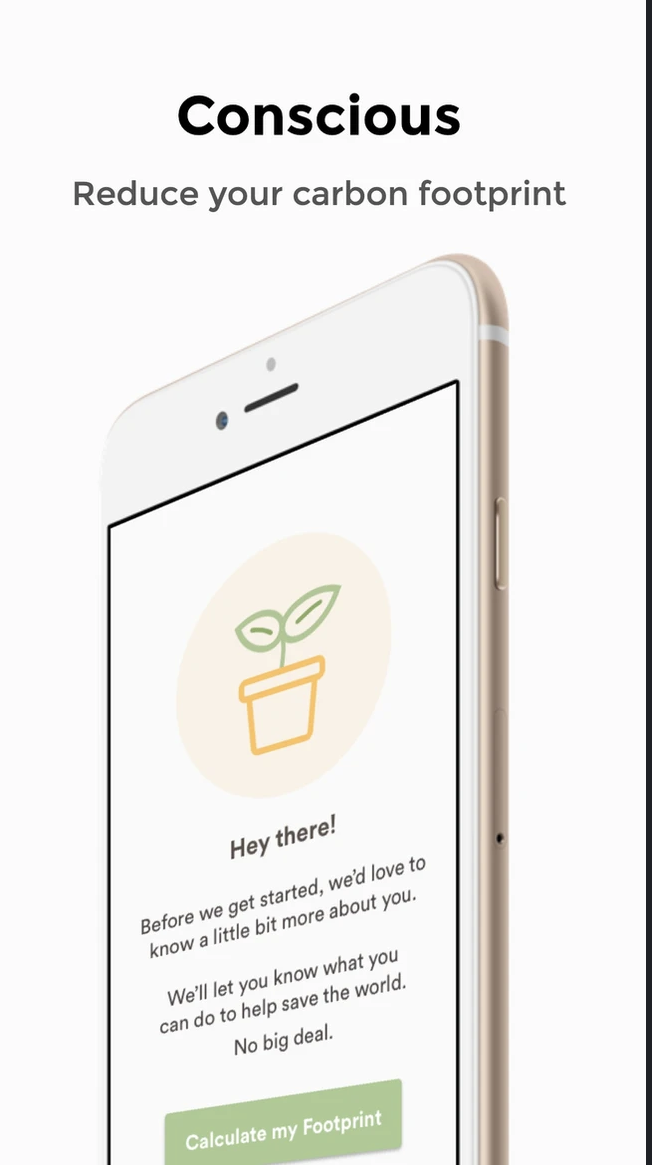 Conscious
Reduce your carbon footprint
Hey there!
Before we get started, we’d love to
know a little bit more about you.
We’ll let you know what you
can do to help save the world.
No big deal.
Calculate my Footprint